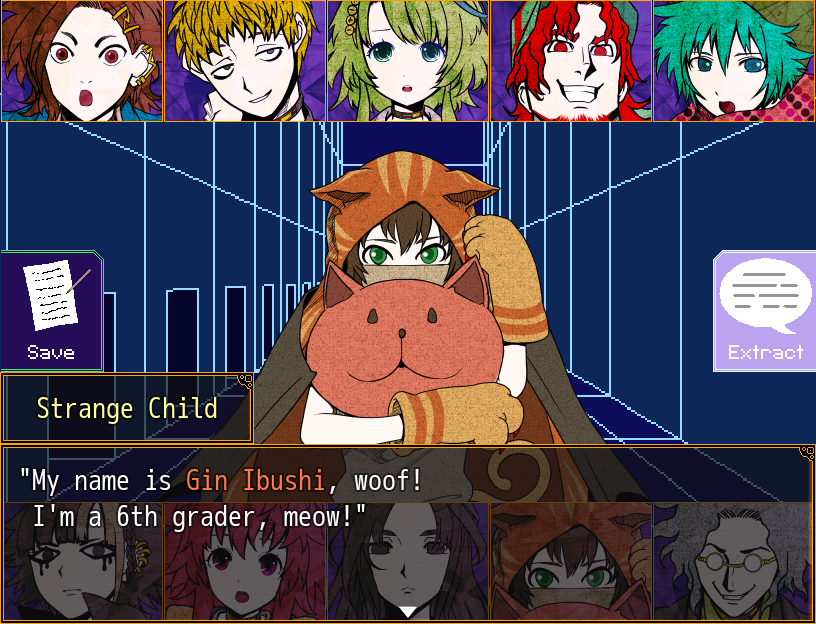 Save
Extract
Strange Child
"My name is Gin Ibushi, woof!
I'm a 6th grader, meow!"